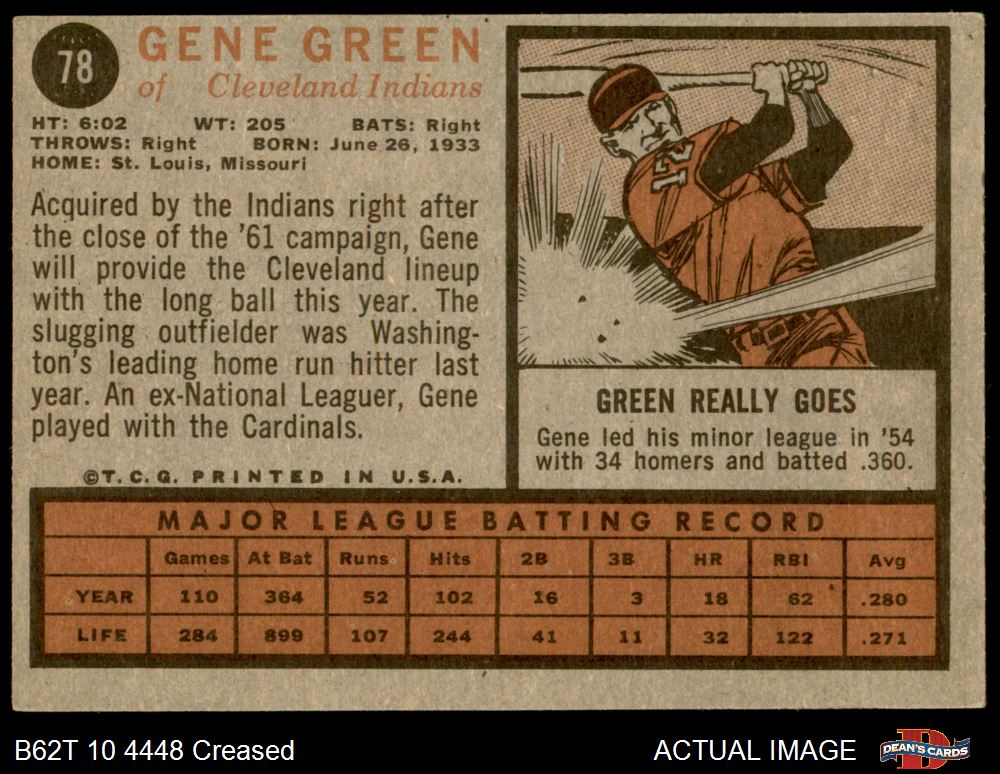 78
GENE GREEN
of Cleveland Indians
HT: 6:02 WT: 205 BATS: Right
THROWS: Right BORN: June 26, 1933
HOME: St. Louis, Missouri
Acquired by the Indians right after
the close of the '61 campaign, Gene
will provide the Cleveland lineup
with the long ball this year. The
slugging outfielder was Washing-
ton's leading home run hitter last
year. An ex-National Leaguer, Gene
played with the Cardinals.
©T.C.G. PRINTED IN U.S.A.
12
GREEN REALLY GOES
Gene led his minor league in '54
with 34 homers and batted .360.
MAJOR LEAGUE BATTING RECORD
Games At Bat Runs Hits 2B 3B HR RBI Avg
YEAR 110 364 52 102 16 3 18 62 .280
LIFE 284 899 107 244 41 11 32 122 .271
B62T 10 4448 Creased
ACTUAL IMAGE
DEAN'S CARDS